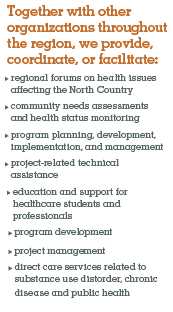 Together with other
organizations throughout
the region, we provide,
coordinate, or facilitate:
regional forums on health issues
affecting the North Country
community needs assessments
and health status monitoring
program planning, development,
implementation, and management
project-related technical
assistance
education and support for
healthcare students and
professionals
program development
project management
direct care services related to
substance use distorder, chronic
disease and public health